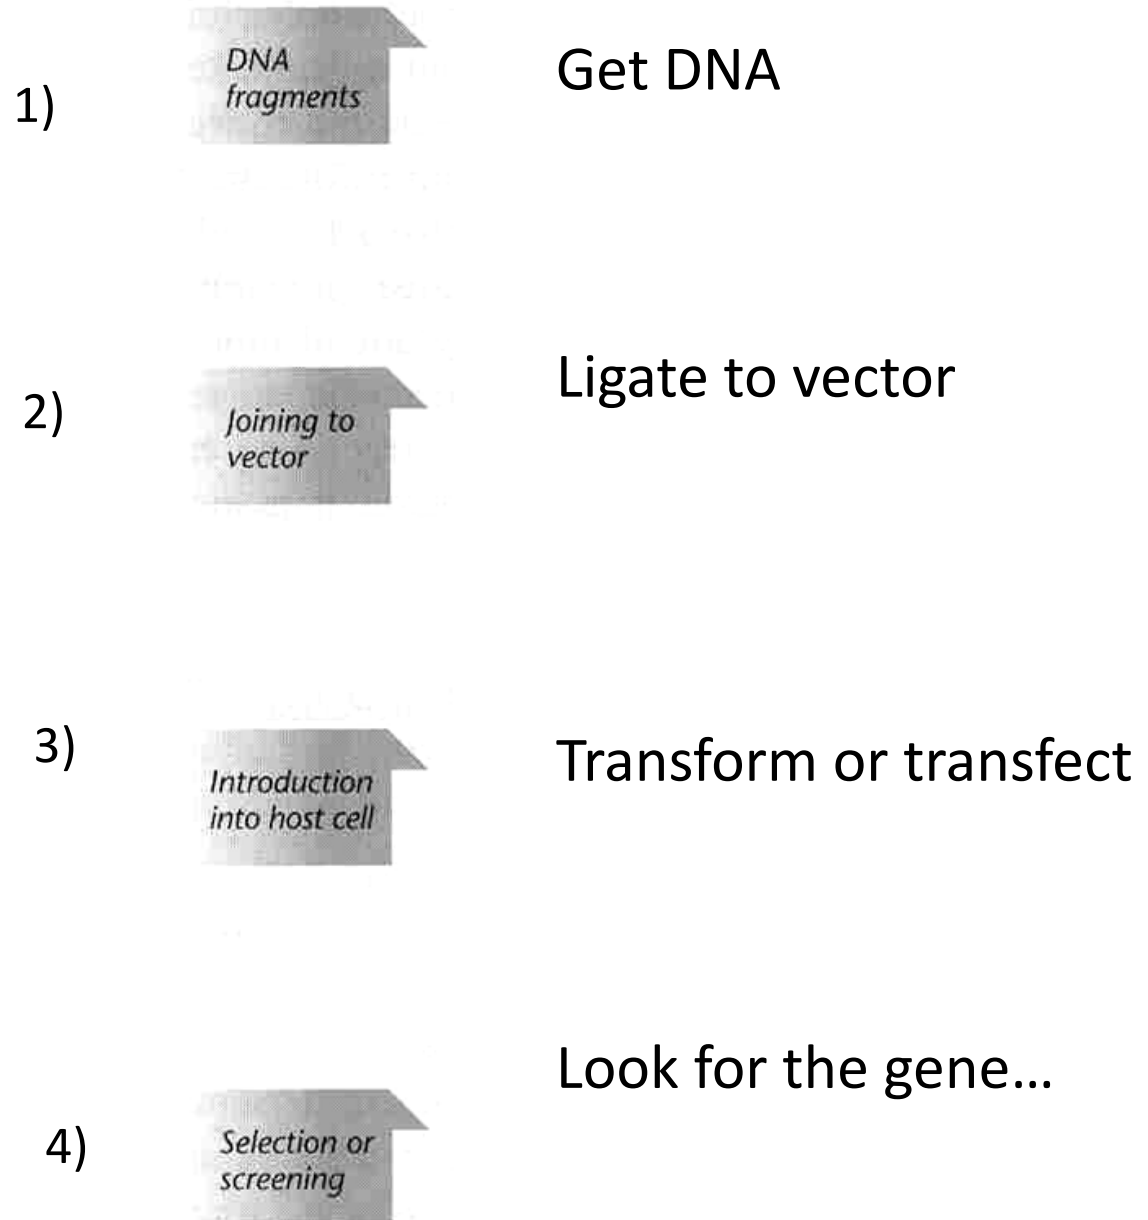 1)
DNA
fragments
Get DNA
2)
Joining to
vector
Ligate to vector
3)
Introduction
into host cell
Transform or transfect
4)
Selection or
screening
Look for the gene...